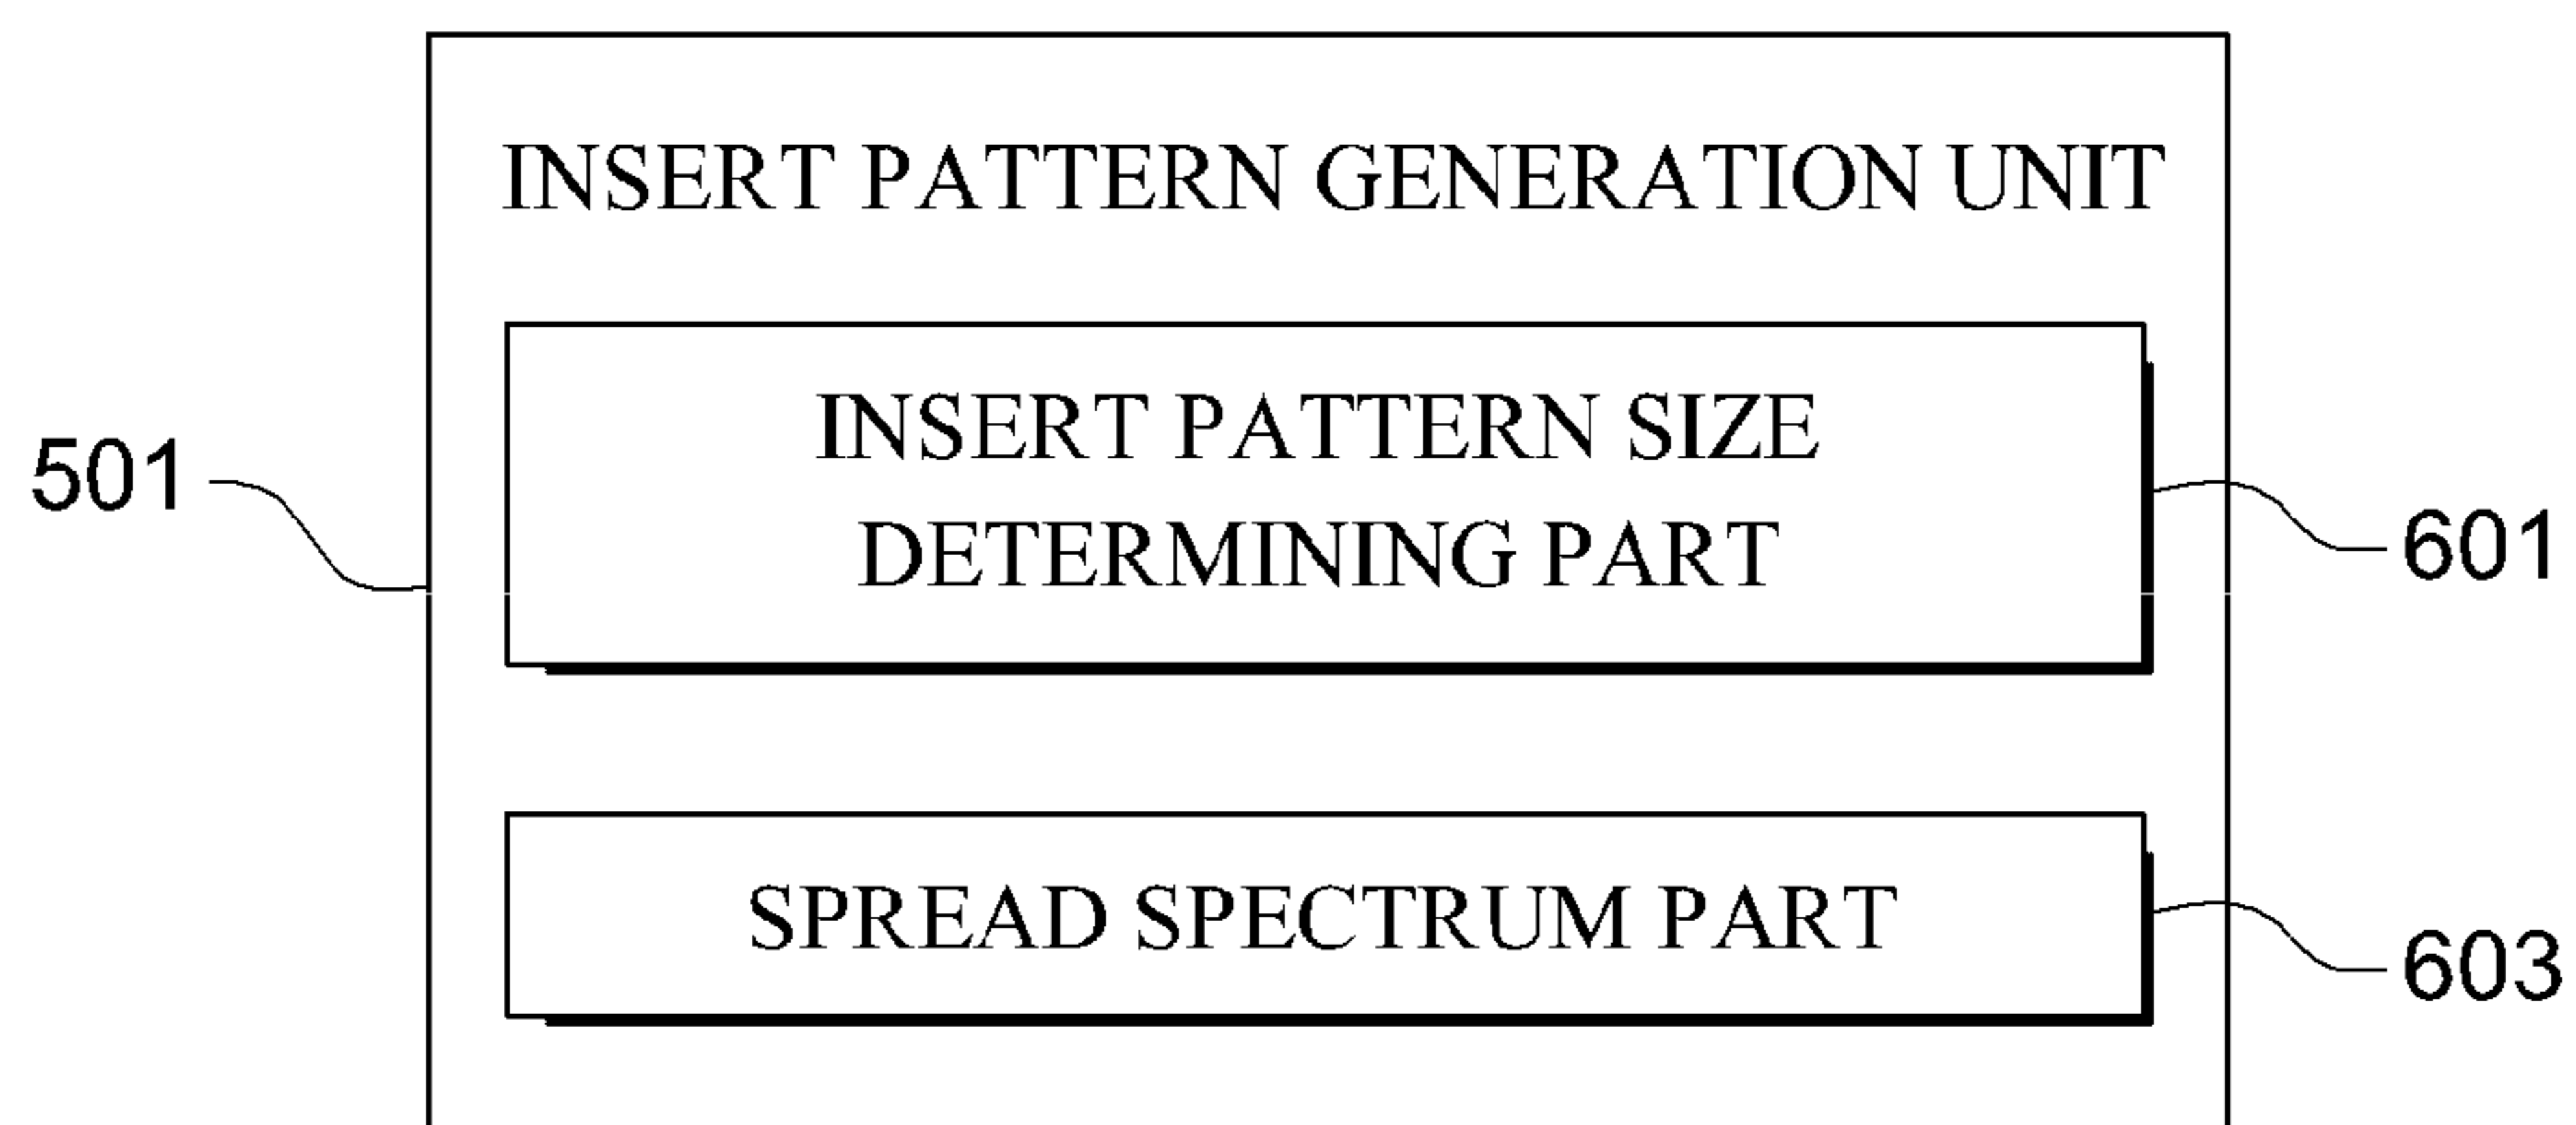 INSERT PATTERN GENERATION UNIT
INSERT PATTERN SIZE
DETERMINING PART
501
601
SPREAD SPECTRUM PART
603